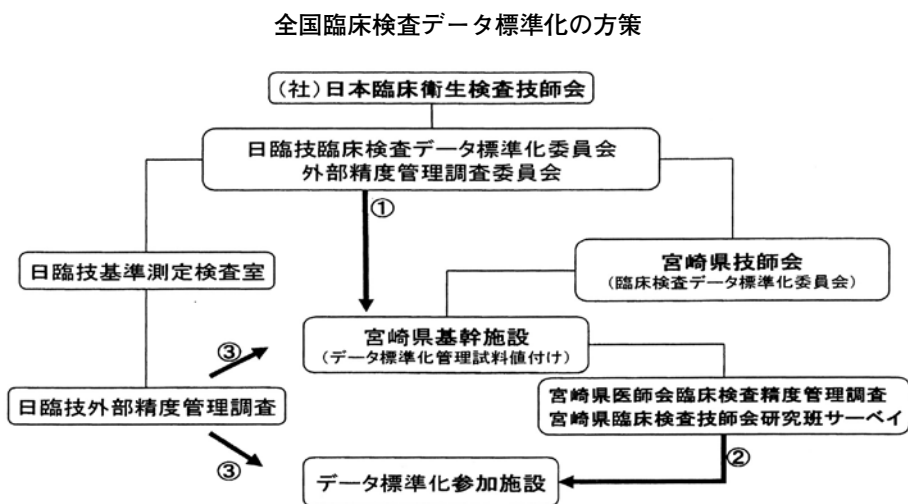 全国臨床検査データ標準化の方策
(社)日本臨床衛生検査技師会
日臨技臨床検査データ標準化委員会
外部精度管理調査委員会
①
日臨技基準測定検査室
宮崎県技師会
(臨床検査データ標準化委員会)
宮崎県基幹施設
(データ標準化管理試料値付け)
③
日臨技外部精度管理調査
宮崎県医師会臨床検査精度管理調査
宮崎県臨床検査技師会研究班サーベイ
③
②
データ標準化参加施設